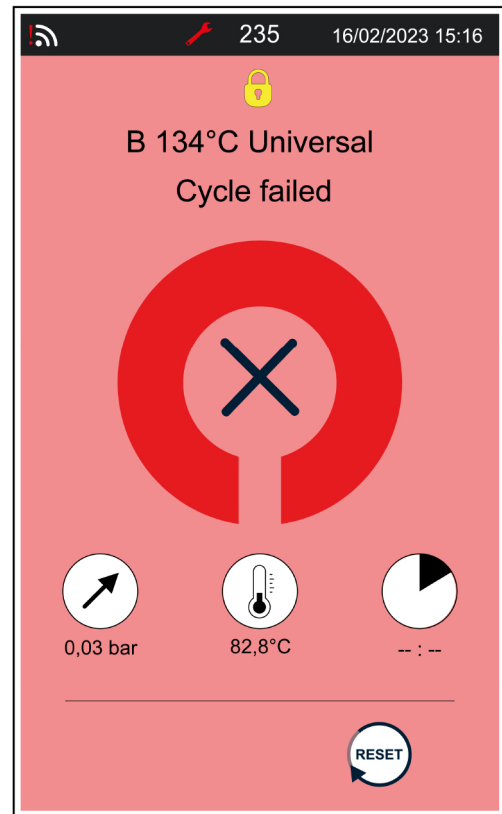 ! 235 16/02/2023 15:16
B 134°C Universal
Cycle failed
0,03 bar 82,8°C -- : --
RESET